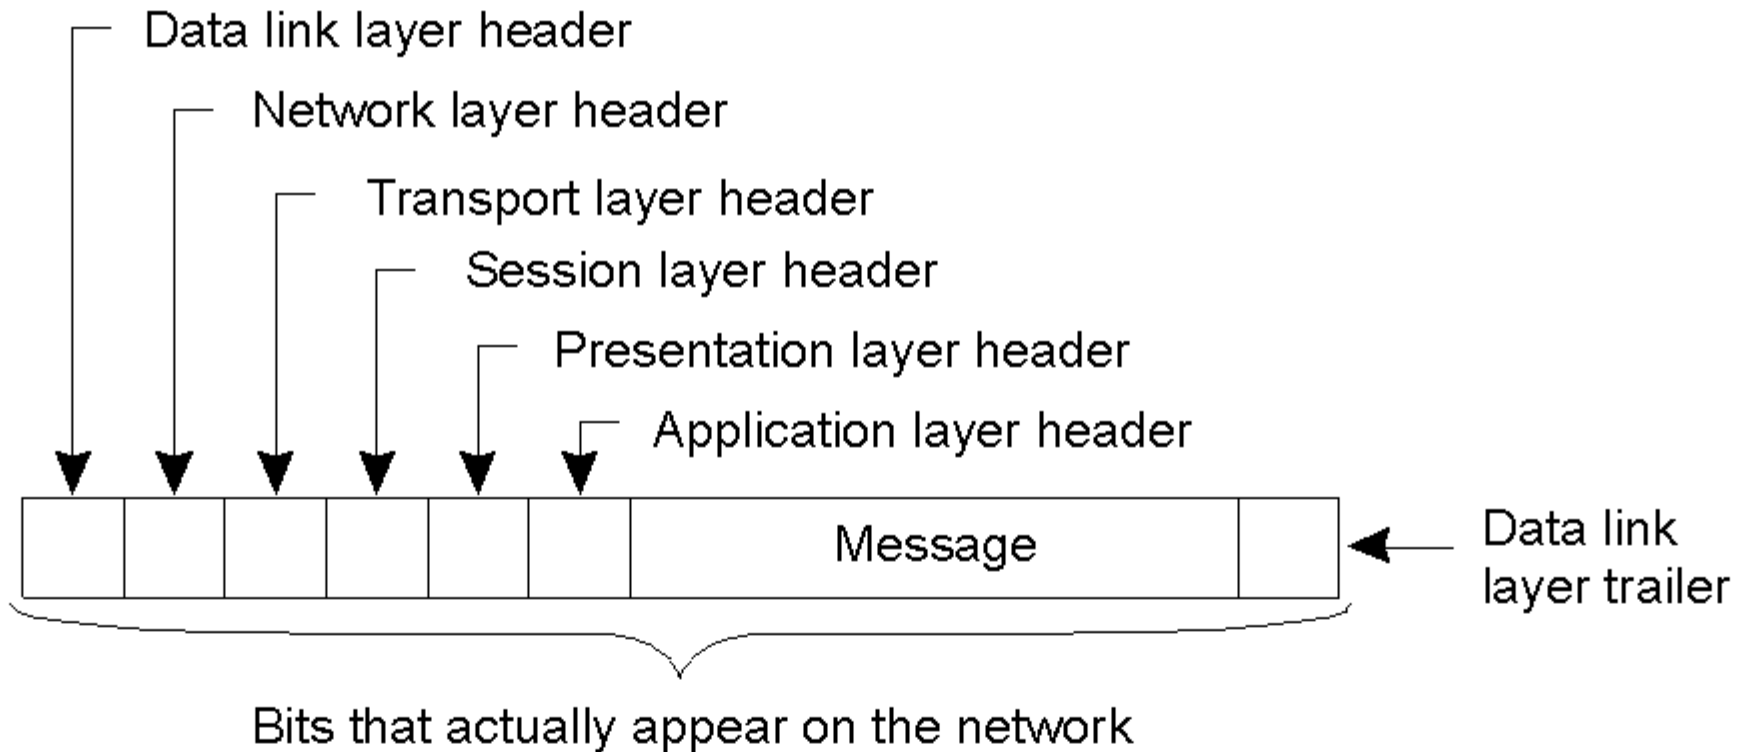 Data link layer header
Network layer header
Transport layer header
Session layer header
Presentation layer header
Application layer header
Message
Data link
layer trailer
Bits that actually appear on the network